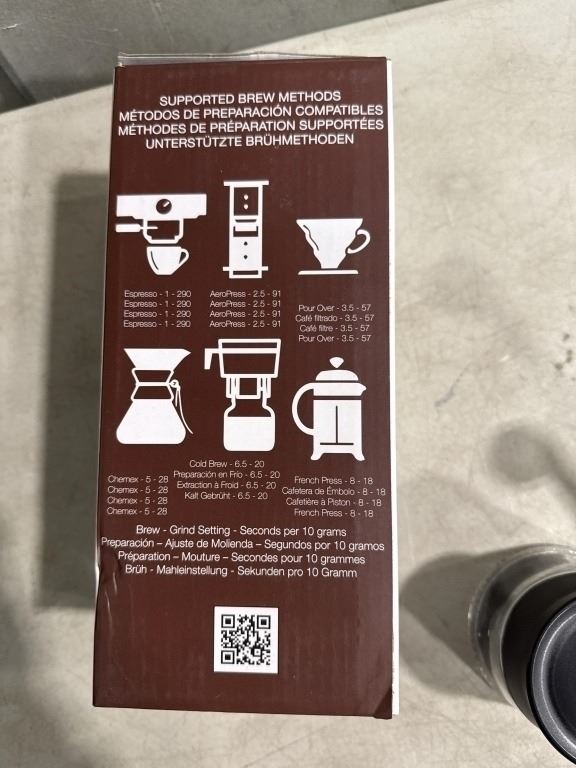 SUPPORTED BREW METHODS
MÉTODOS DE PREPARACIÓN COMPATIBLES
MÉTHODES DE PRÉPARATION SUPPORTÉES
UNTERSTÜTZTE BRÜHMETHODEN
Espresso - 1 - 290
Espresso - 1 - 290
Espresso - 1 - 290
Espresso - 1 - 290
AeroPress - 2.5 - 91
AeroPress - 2.5 - 91
AeroPress - 2.5 - 91
AeroPress - 2.5 - 91
Pour Over - 3.5 - 57
Café filtrado - 3.5 - 57
Café filtre - 3.5 - 57
Pour Over - 3.5 - 57
Chemex - 5 - 28
Chemex - 5 - 28
Chemex - 5 - 28
Chemex - 5 - 28
Cold Brew - 6.5 - 20
Preparación en Frío - 6.5 - 20
Extraction à Froid - 6.5 - 20
Kalt Gebrüht - 6.5 - 20
French Press - 8 - 18
Cafetera de Émbolo - 8 - 18
Cafetière à Piston - 8 - 18
French Press - 8 - 18
Brew - Grind Setting - Seconds per 10 grams
Preparación – Ajuste de Molienda – Segundos por 10 gramos
Préparation – Mouture – Secondes pour 10 grammes
Brüh - Mahleinstellung - Sekunden pro 10 Gramm